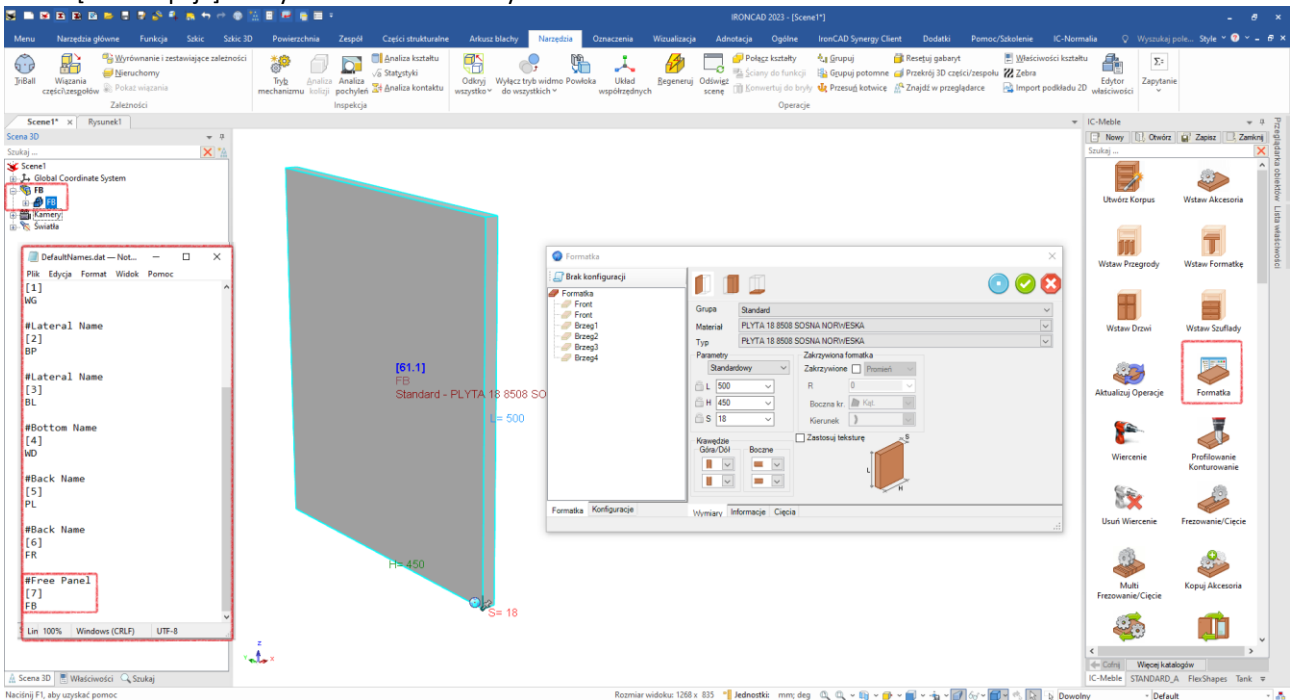 IRONCAD 2023 - [Scene1*]
Menu Narzędzia główne Funkcja Szkic Szkic 3D Powierzchnia Zespół Części strukturalne Arkusz blachy Narzędzia Oznaczenia Wizualizacja Adnotacja Ogólne IronCAD Synergy Client Dodatki Pomoc/Szkolenie IC-Normalia Wyszukaj pole... Style
TriBall
Wiązania części/zespołów
Wyrównanie i zestawiające zależności
Nieruchomy
Pokaż wiązania
Zależności
Tryb mechanizmu
Analiza kolizji
Analiza pochyleń
Analiza kształtu
Statystyki
Analiza kontaktu
Inspekcja
Odkryj wszystko
Wyłącz tryb widmo do wszystkich
Powłoka
Układ współrzędnych
Regeneruj
Odśwież scenę
Połącz kształty
Ściany do funkcji
Konwertuj do bryły
Grupuj
Grupuj potomne
Przesuń kotwicę
Resetuj gabaryt
Przekrój 3D części/zespołu
Znajdź w przeglądarce
Właściwości kształtu
Zebra
Import podkładu 2D
Operacje
Edytor właściwości
Zapytanie
Scene1* Rysunek1
Scena 3D
Szukaj ...
Scene1
Global Coordinate System
FB
FB
Kamery
Światła
DefaultNames.dat — Not...
Plik Edycja Format Widok Pomoc
[1]
WG
#Lateral Name
[2]
BP
#Lateral Name
[3]
BL
#Bottom Name
[4]
WD
#Back Name
[5]
PL
#Back Name
[6]
FR
#Free Panel
[7]
FB
Lin 100% Windows (CRLF) UTF-8
[61.1]
FB
Standard - PLYTA 18 8508 SO
L= 500
H= 450
S= 18
z
x
Formatka
Brak konfiguracji
Formatka
Front
Front
Brzeg1
Brzeg2
Brzeg3
Brzeg4
Formatka Konfiguracje
Grupa Standard
Materiał PLYTA 18 8508 SOSNA NORWESKA
Typ PLYTA 18 8508 SOSNA NORWESKA
Parametry
Standardowy
L 500
H 450
S 18
Zakrzywiona formatka
Zakrzywione Promień
R 0
Boczna kr. Kąt
Kierunek
Krawędzie
Góra/Dół Boczne
Zastosuj teksturę
S
L
H
Wymiary Informacje Cięcia
IC-Meble
Nowy Otwórz Zapisz Zamknij
Szukaj ...
Utwórz Korpus Wstaw Akcesoria
Wstaw Przegrody Wstaw Formatkę
Wstaw Drzwi Wstaw Szuflady
Aktualizuj Operacje Formatka
Wiercenie Profilowanie Konturowanie
Usuń Wiercenie Frezowanie/Cięcie
Multi Frezowanie/Cięcie Kopiuj Akcesoria
Cofnij Więcej katalogów
IC-Meble STANDARD_A FlexShapes Tank
Przeglądarka obiektów Lista właściwości
Scena 3D Właściwości Szukaj
Naciśnij F1, aby uzyskać pomoc
Rozmiar widoku: 1268 x 835 Jednostki: mm; deg Dowolny Default